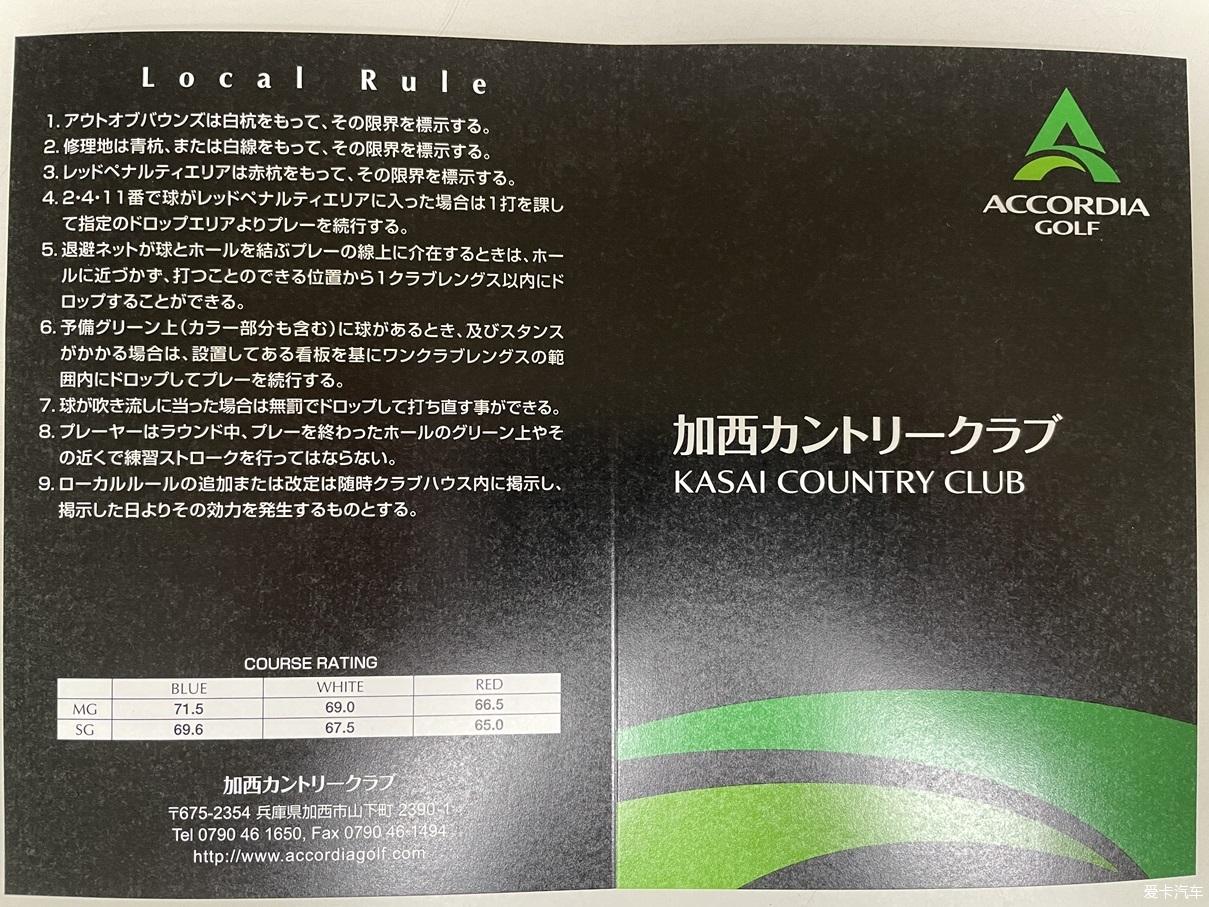 Local Rule
1. アウトオブバウンズは白杭をもって、その限界を標示する。
2. 修理地は青杭、または白線をもって、その限界を標示する。
3. レッドペナルティエリアは赤杭をもって、その限界を標示する。
4. 2・4・11番で球がレッドペナルティエリアに入った場合は1打を課し
て指定のドロップエリアよりプレーを続行する。
5. 退避ネットが球とホールを結ぶプレーの線上に介在するときは、ホー
ルに近づかず、打つことのできる位置から1クラブレングス以内にド
ロップすることができる。
6. 予備グリーン上(カラー部分も含む)に球があるとき、及びスタンス
がかかる場合は、設置してある看板を基にワンクラブレングスの範
囲内にドロップしてプレーを続行する。
7. 球が吹き流しに当った場合は無罰でドロップして打ち直す事ができる。
8. プレーヤーはラウンド中、プレーを終わったホールのグリーン上やそ
の近くで練習ストロークを行ってはならない。
9. ローカルルールの追加または改定は随時クラブハウス内に掲示し、
掲示した日よりその効力を発生するものとする。
COURSE RATING
BLUE WHITE RED
MG 71.5 69.0 66.5
SG 69.6 67.5 65.0
加西カントリークラブ
〒675-2354 兵庫県加西市山下町 2390-1
Tel 0790 46 1650, Fax 0790 46-1494
http://www.accordiagolf.com
ACCORDIA
GOLF
加西カントリークラブ
KASAI COUNTRY CLUB
爱卡汽车